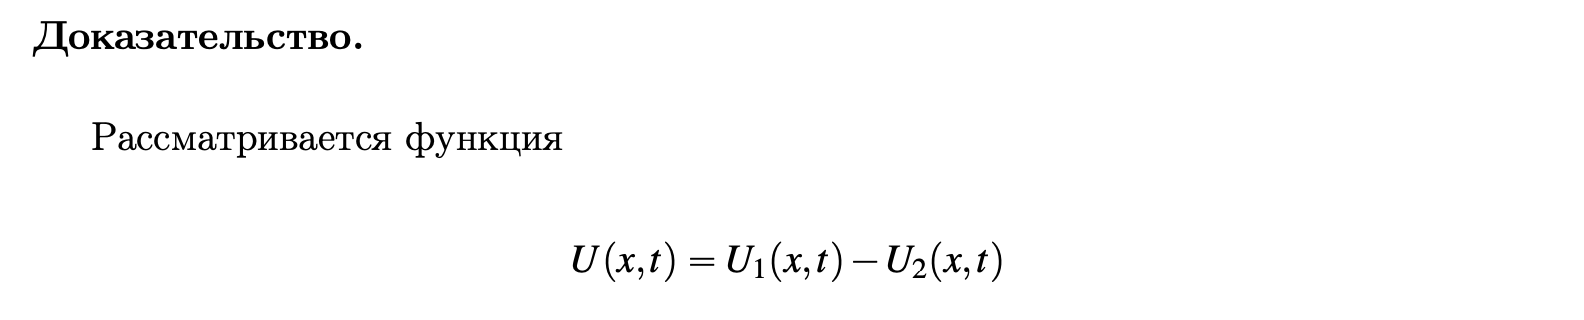 Доказательство.
Рассматривается функция
U(x,t) = U₁(x,t) − U₂(x,t)